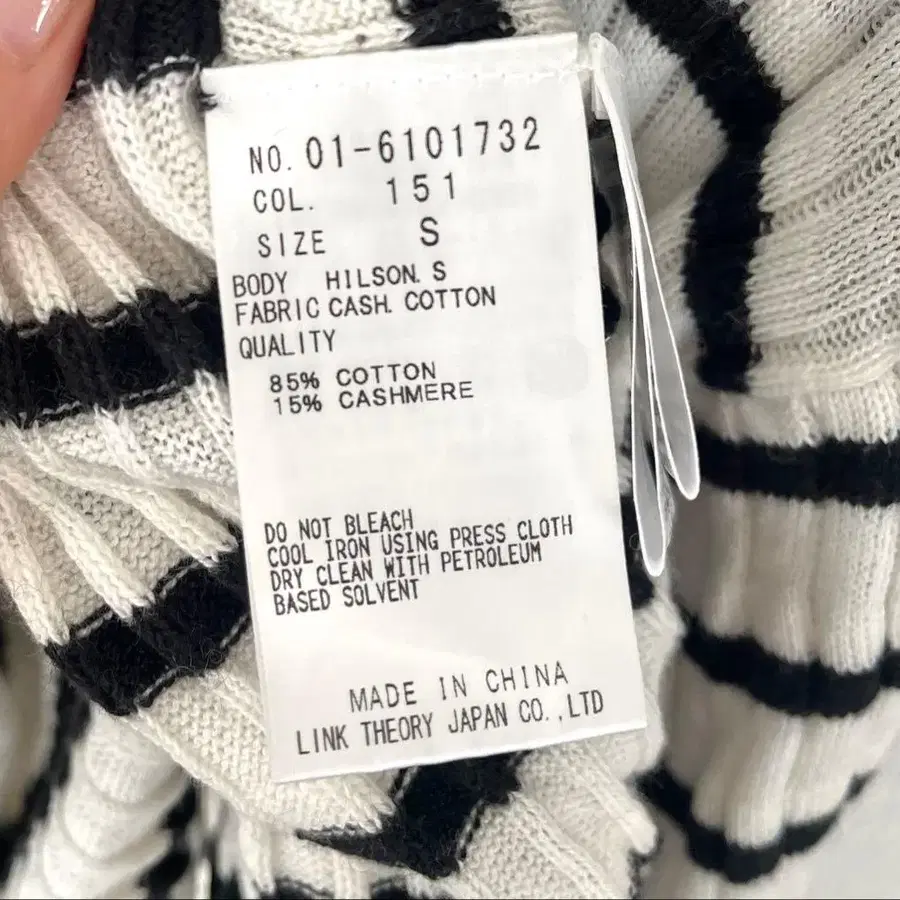 NO. 01-6101732
COL. 151
SIZE S
BODY HILSON. S
FABRIC CASH. COTTON
QUALITY
85% COTTON
15% CASHMERE
DO NOT BLEACH
COOL IRON USING PRESS CLOTH
DRY CLEAN WITH PETROLEUM
BASED SOLVENT
MADE IN CHINA
LINK THEORY JAPAN CO.,LTD